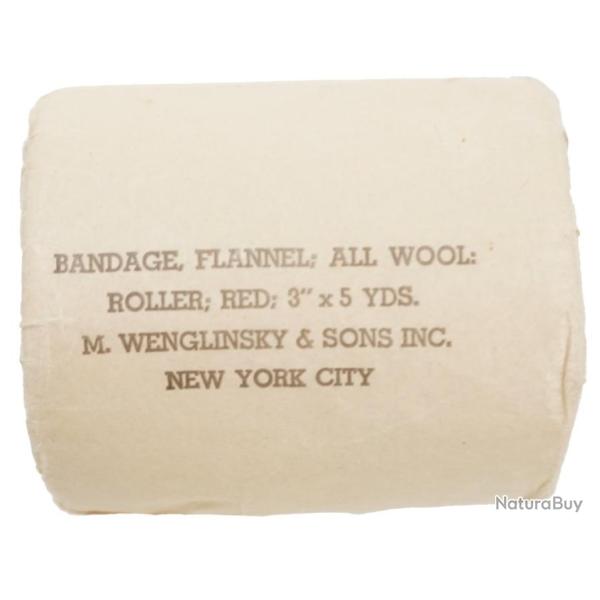 BANDAGE, FLANNEL; ALL WOOL:
ROLLER; RED; 3" x 5 YDS.
M. WENGLINSKY & SONS INC.
NEW YORK CITY
NaturaBuy